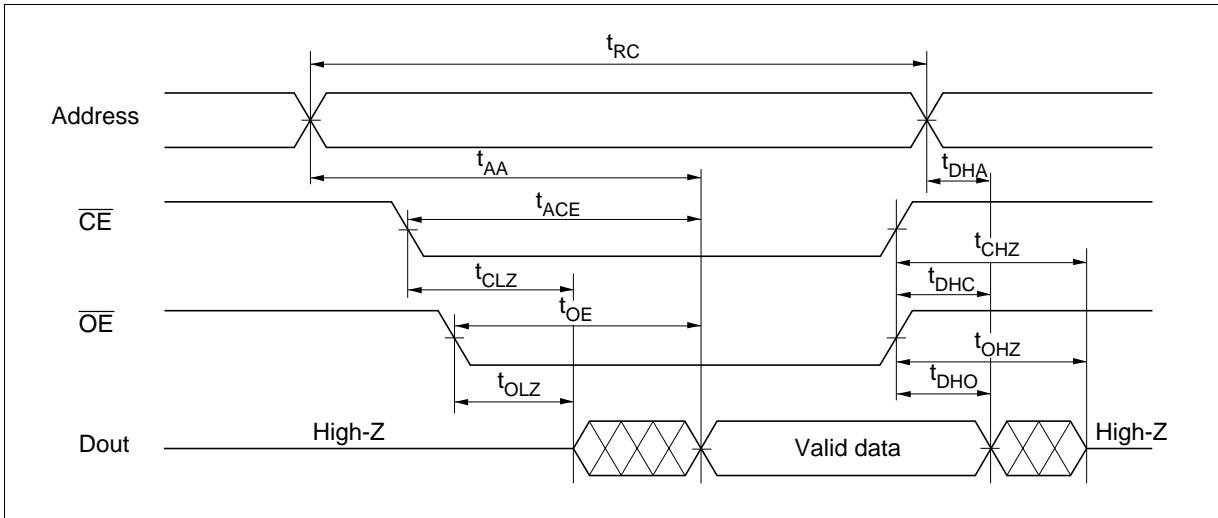 tRC
Address
tAA
tDHA
CE
tACE
tCHZ
tCLZ
tDHC
OE
tOE
tOHZ
tOLZ
tDHO
Dout
High-Z
Valid data
High-Z